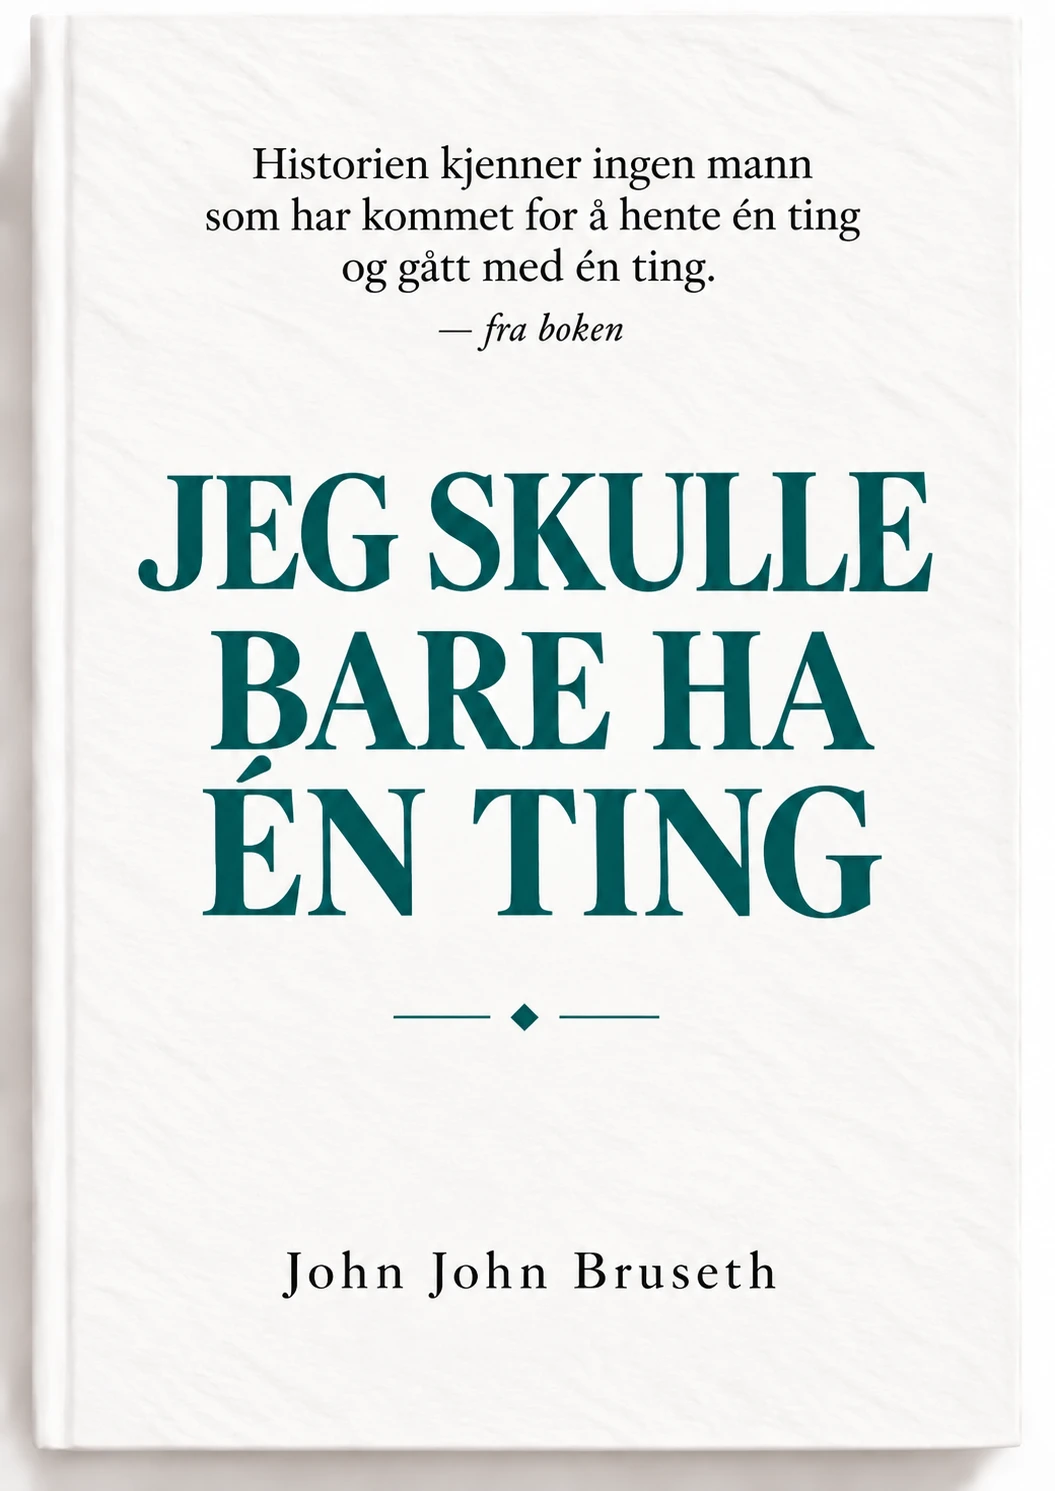 Historien kjenner ingen mann
som har kommet for å hente én ting
og gått med én ting.
— fra boken
JEG SKULLE
BARE HA
ÉN TING
John John Bruseth